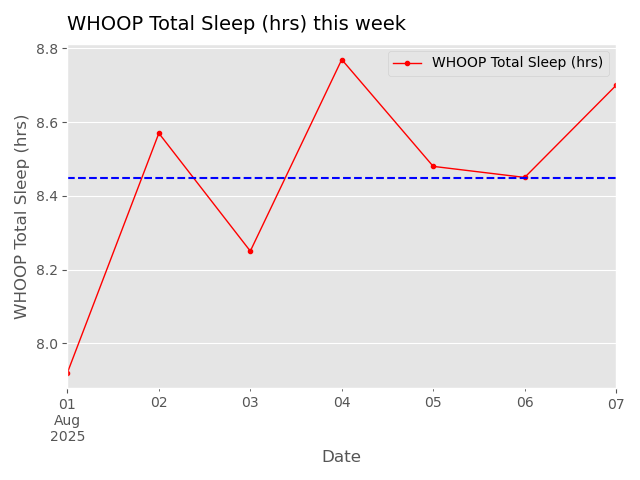 WHOOP Total Sleep (hrs) this week
WHOOP Total Sleep (hrs)
WHOOP Total Sleep (hrs)
8.8
8.6
8.4
8.2
8.0
01
Aug
2025
02
03
04
05
06
07
Date